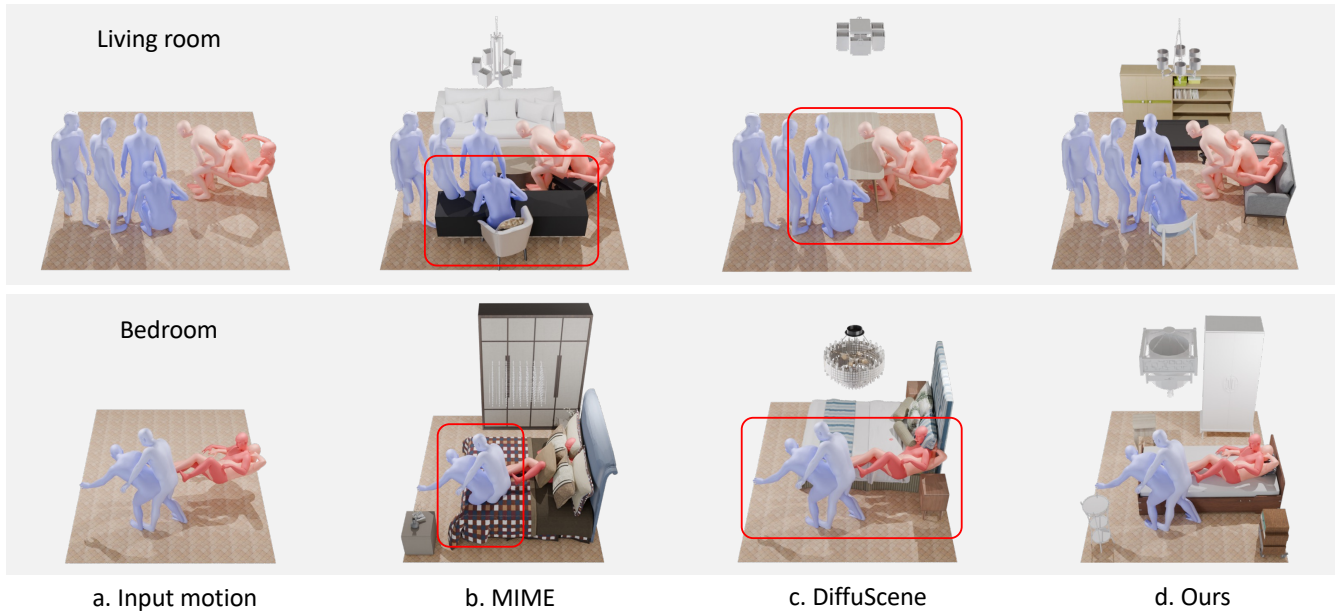 Living room
Bedroom
a. Input motion
b. MIME
c. DiffuScene
d. Ours